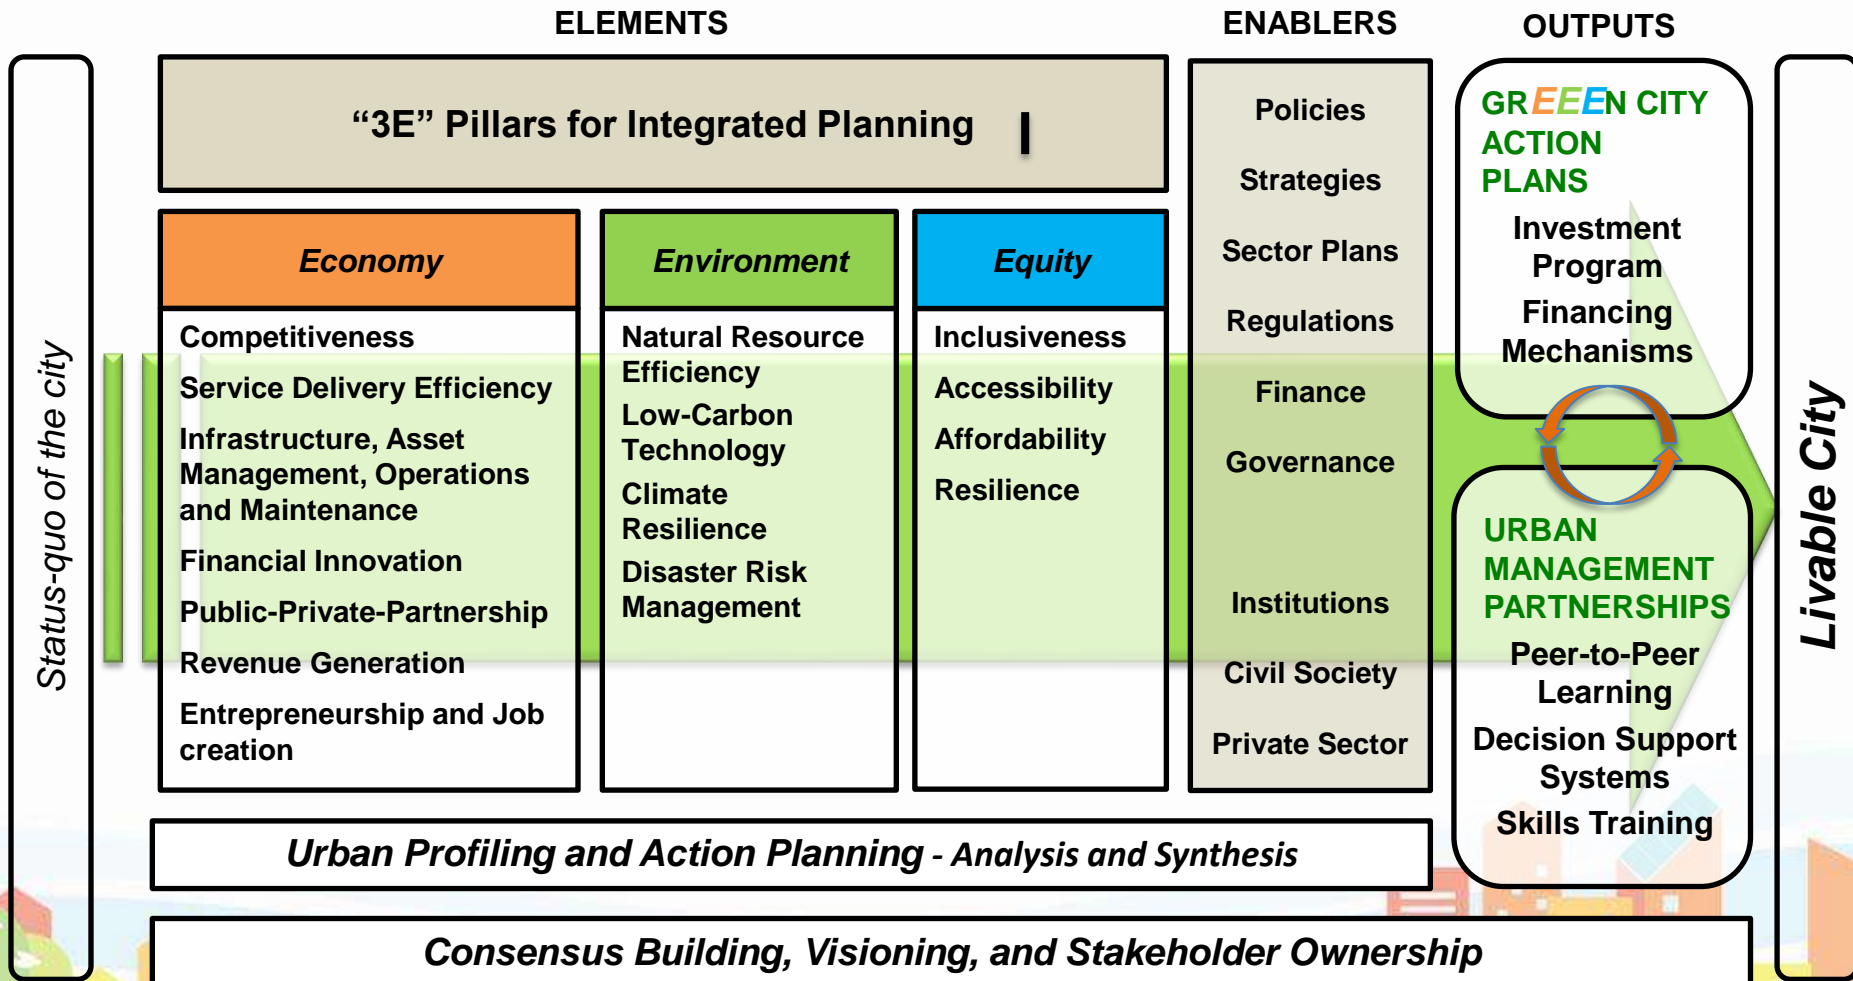 ELEMENTS
ENABLERS
OUTPUTS
Status-quo of the city
“3E” Pillars for Integrated Planning
Economy
Competitiveness
Service Delivery Efficiency
Infrastructure, Asset
Management, Operations
and Maintenance
Financial Innovation
Public-Private-Partnership
Revenue Generation
Entrepreneurship and Job
creation
Environment
Natural Resource
Efficiency
Low-Carbon
Technology
Climate
Resilience
Disaster Risk
Management
Equity
Inclusiveness
Accessibility
Affordability
Resilience
Policies
Strategies
Sector Plans
Regulations
Finance
Governance
Institutions
Civil Society
Private Sector
GREEEN CITY
ACTION
PLANS
Investment
Program
Financing
Mechanisms
URBAN
MANAGEMENT
PARTNERSHIPS
Peer-to-Peer
Learning
Decision Support
Systems
Skills Training
Livable City
Urban Profiling and Action Planning - Analysis and Synthesis
Consensus Building, Visioning, and Stakeholder Ownership